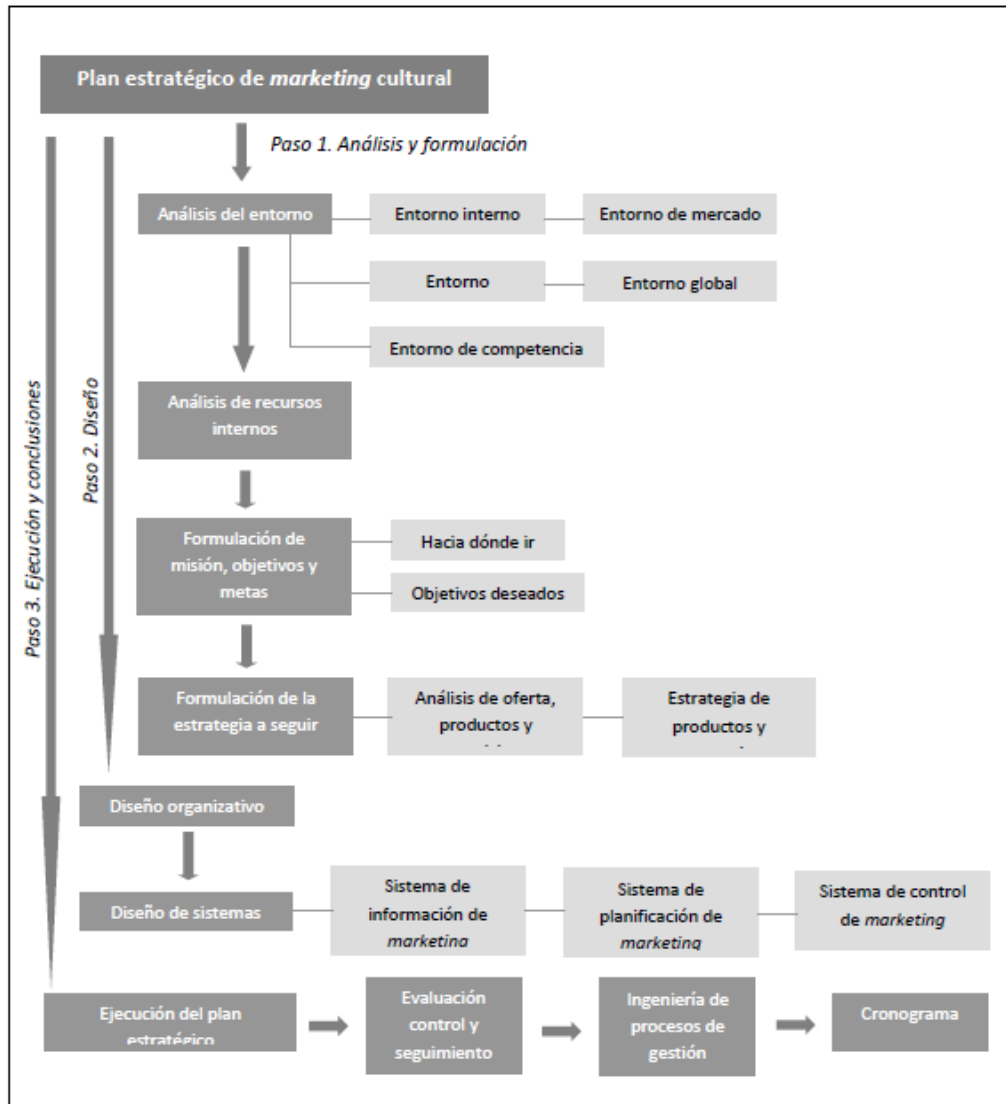 Plan estratégico de marketing cultural
Paso 1. Análisis y formulación
Análisis del entorno
Entorno interno
Entorno de mercado
Entorno
Entorno global
Entorno de competencia
Análisis de recursos
internos
Formulación de
misión, objetivos y
metas
Hacia dónde ir
Objetivos deseados
Formulación de la
estrategia a seguir
Análisis de oferta,
productos y
Estrategia de
productos y
Paso 2. Diseño
Diseño organizativo
Diseño de sistemas
Sistema de
información de
marketing
Sistema de
planificación de
marketing
Sistema de control
de marketing
Paso 3. Ejecución y conclusiones
Ejecución del plan
estratégico
Evaluación
control y
seguimiento
Ingeniería de
procesos de
gestión
Cronograma